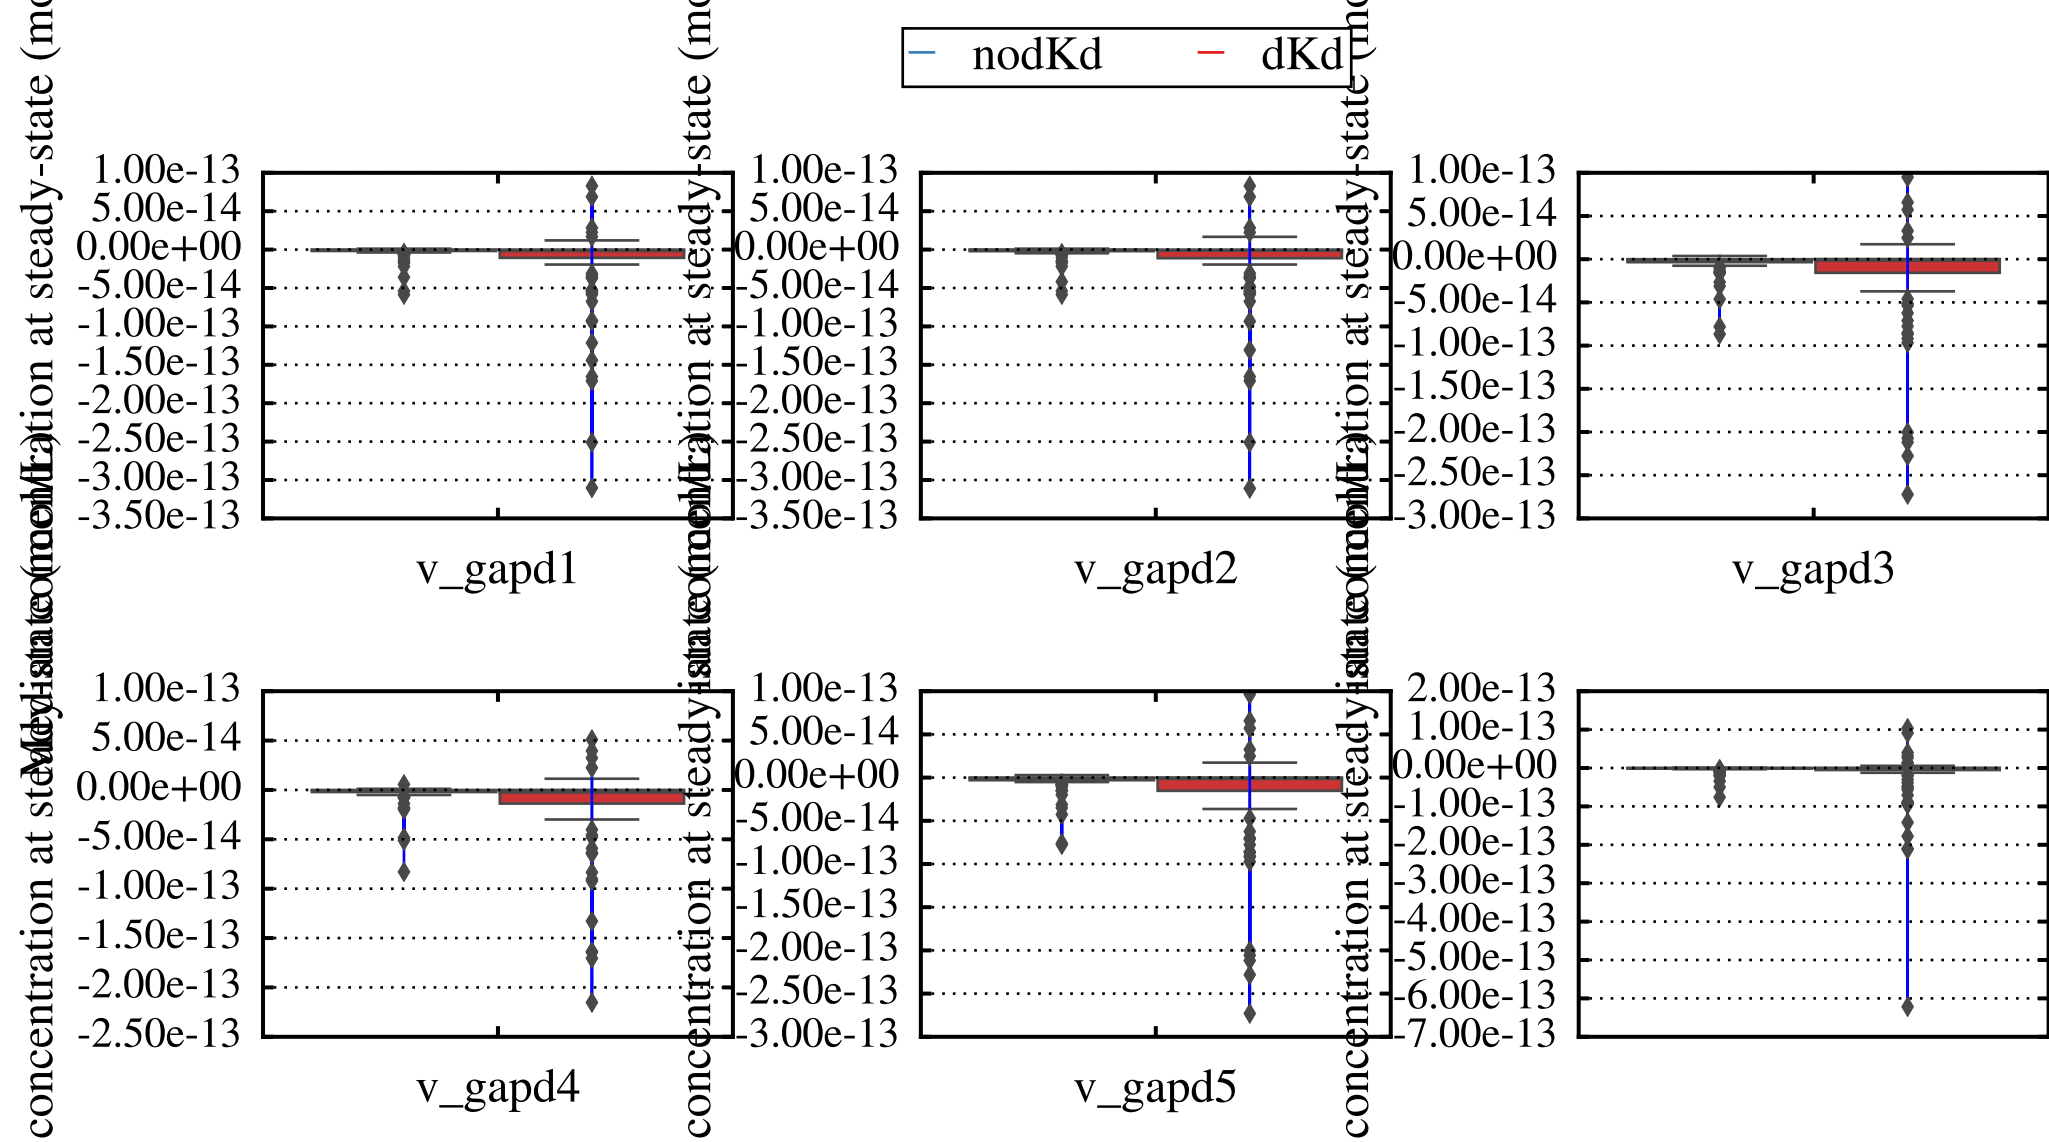 nodKd dKd
1.00e-13
5.00e-14
0.00e+00
-5.00e-14
-1.00e-13
-1.50e-13
-2.00e-13
-2.50e-13
-3.00e-13
-3.50e-13
v_gapd1
1.00e-13
5.00e-14
0.00e+00
-5.00e-14
-1.00e-13
-1.50e-13
-2.00e-13
-2.50e-13
-3.00e-13
-3.50e-13
v_gapd2
1.00e-13
5.00e-14
0.00e+00
-5.00e-14
-1.00e-13
-1.50e-13
-2.00e-13
-2.50e-13
-3.00e-13
v_gapd3
1.00e-13
5.00e-14
0.00e+00
-5.00e-14
-1.00e-13
-1.50e-13
-2.00e-13
-2.50e-13
v_gapd4
1.00e-13
5.00e-14
0.00e+00
-5.00e-14
-1.00e-13
-1.50e-13
-2.00e-13
-2.50e-13
-3.00e-13
v_gapd5
2.00e-13
1.00e-13
0.00e+00
-1.00e-13
-2.00e-13
-3.00e-13
-4.00e-13
-5.00e-13
-6.00e-13
-7.00e-13
at steady-state
at steady-state
at steady-state
concentration at
concentration at
concentration at